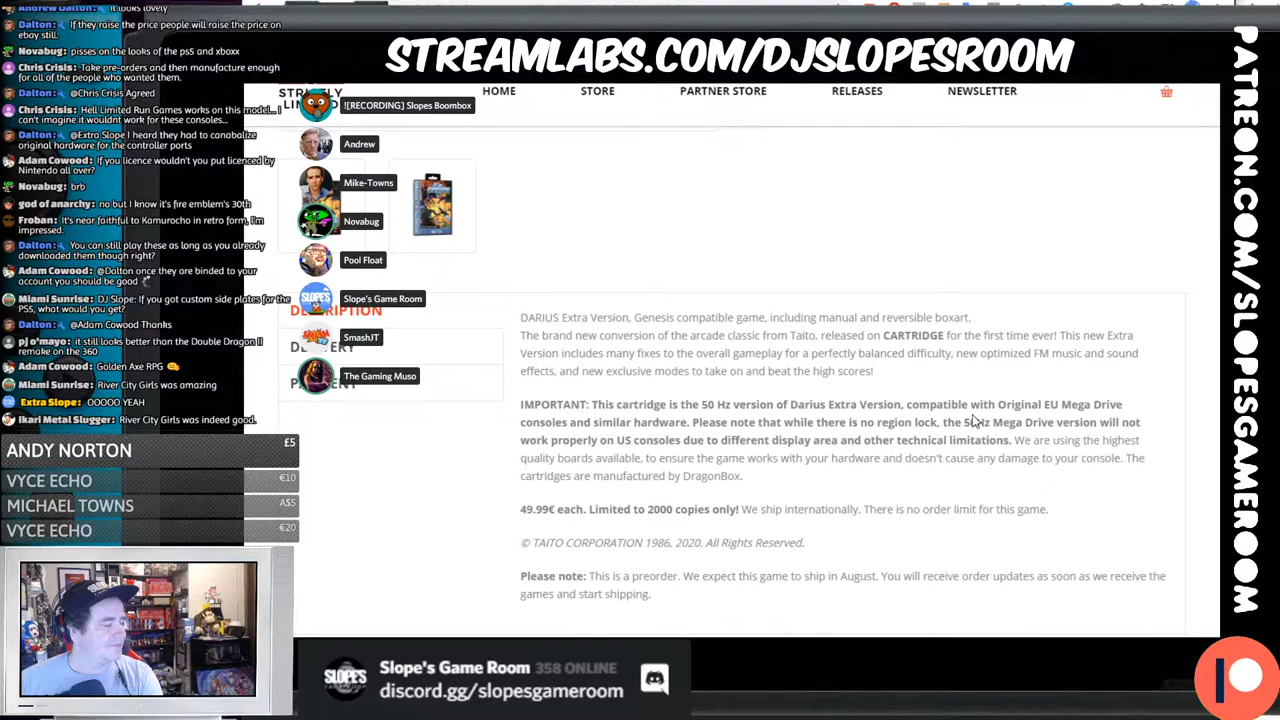 Andrew Dalton: It looks lovely
Dalton: If they raise the price people will raise the price on
ebay still.
Novabug: pisses on the looks of the ps5 and xboxx
Chris Crisis: Take pre-orders and then manufacture enough
for all of the people who wanted them.
Dalton: @Chris Crisis Agreed
Chris Crisis: Hell Limited Run Games works on this model... I
can't imagine it wouldnt work for these consoles...
Dalton: @Extra Slope I heard they had to canabalize
original hardware for the controller ports
Adam Cowood: If you licence wouldn't you put licenced by
Nintendo all over?
Novabug: brb
god of anarchy: no but I know it's fire emblem's 30th
Froban: It's near faithful to Kamurocho in retro form, I'm
impressed.
Dalton: You can still play these as long as you already
downloaded them though right?
Adam Cowood: @Dalton once they are binded to your
account you should be good
Miami Sunrise: DJ Slope: If you got custom side plates for the
PS5, what would you get?
Dalton: @Adam Cowood Thanks
pj o'mayo: it still looks better than the Double Dragon II
remake on the 360
Adam Cowood: Golden Axe RPG
Miami Sunrise: River City Girls was amazing
Extra Slope: OOOOO YEAH
Ikari Metal Slugger: River City Girls was indeed good.
ANDY NORTON £5
VYCE ECHO €10
MICHAEL TOWNS A$5
VYCE ECHO €20
STREAMLABS.COM/DJSLOPESROOM
HOME STORE PARTNER STORE RELEASES NEWSLETTER
![RECORDING] Slopes Boombox
Andrew
Mike-Towns
Novabug
Pool Float
Slope's Game Room
SmashJT
The Gaming Muso
DESCRIPTION
DARIUS Extra Version, Genesis compatible game, including manual and reversible boxart.
The brand new conversion of the arcade classic from Taito, released on CARTRIDGE for the first time ever! This new Extra
Version includes many fixes to the overall gameplay for a perfectly balanced difficulty, new optimized FM music and sound
effects, and new exclusive modes to take on and beat the high scores!
IMPORTANT: This cartridge is the 50 Hz version of Darius Extra Version, compatible with Original EU Mega Drive
consoles and similar hardware. Please note that while there is no region lock, the 50Hz Mega Drive version will not
work properly on US consoles due to different display area and other technical limitations. We are using the highest
quality boards available, to ensure the game works with your hardware and doesn't cause any damage to your console. The
cartridges are manufactured by DragonBox.
49.99€ each. Limited to 2000 copies only! We ship internationally. There is no order limit for this game.
© TAITO CORPORATION 1986, 2020. All Rights Reserved.
Please note: This is a preorder. We expect this game to ship in August. You will receive order updates as soon as we receive the
games and start shipping.
SLOPES
Slope's Game Room 358 ONLINE
discord.gg/slopesgameroom
PATREON.COM/SLOPESGAMEROOM